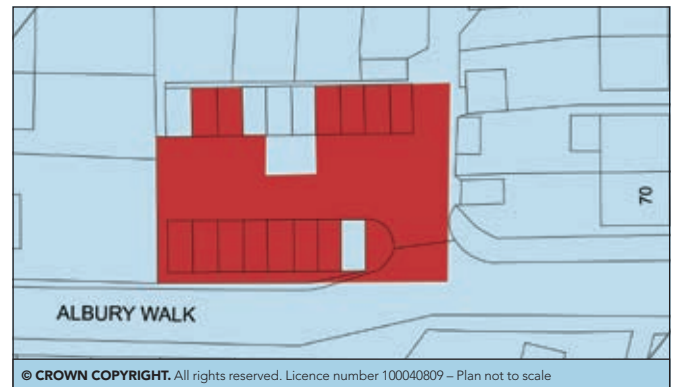 70
ALBURY WALK
© CROWN COPYRIGHT. All rights reserved. Licence number 100040809 – Plan not to scale